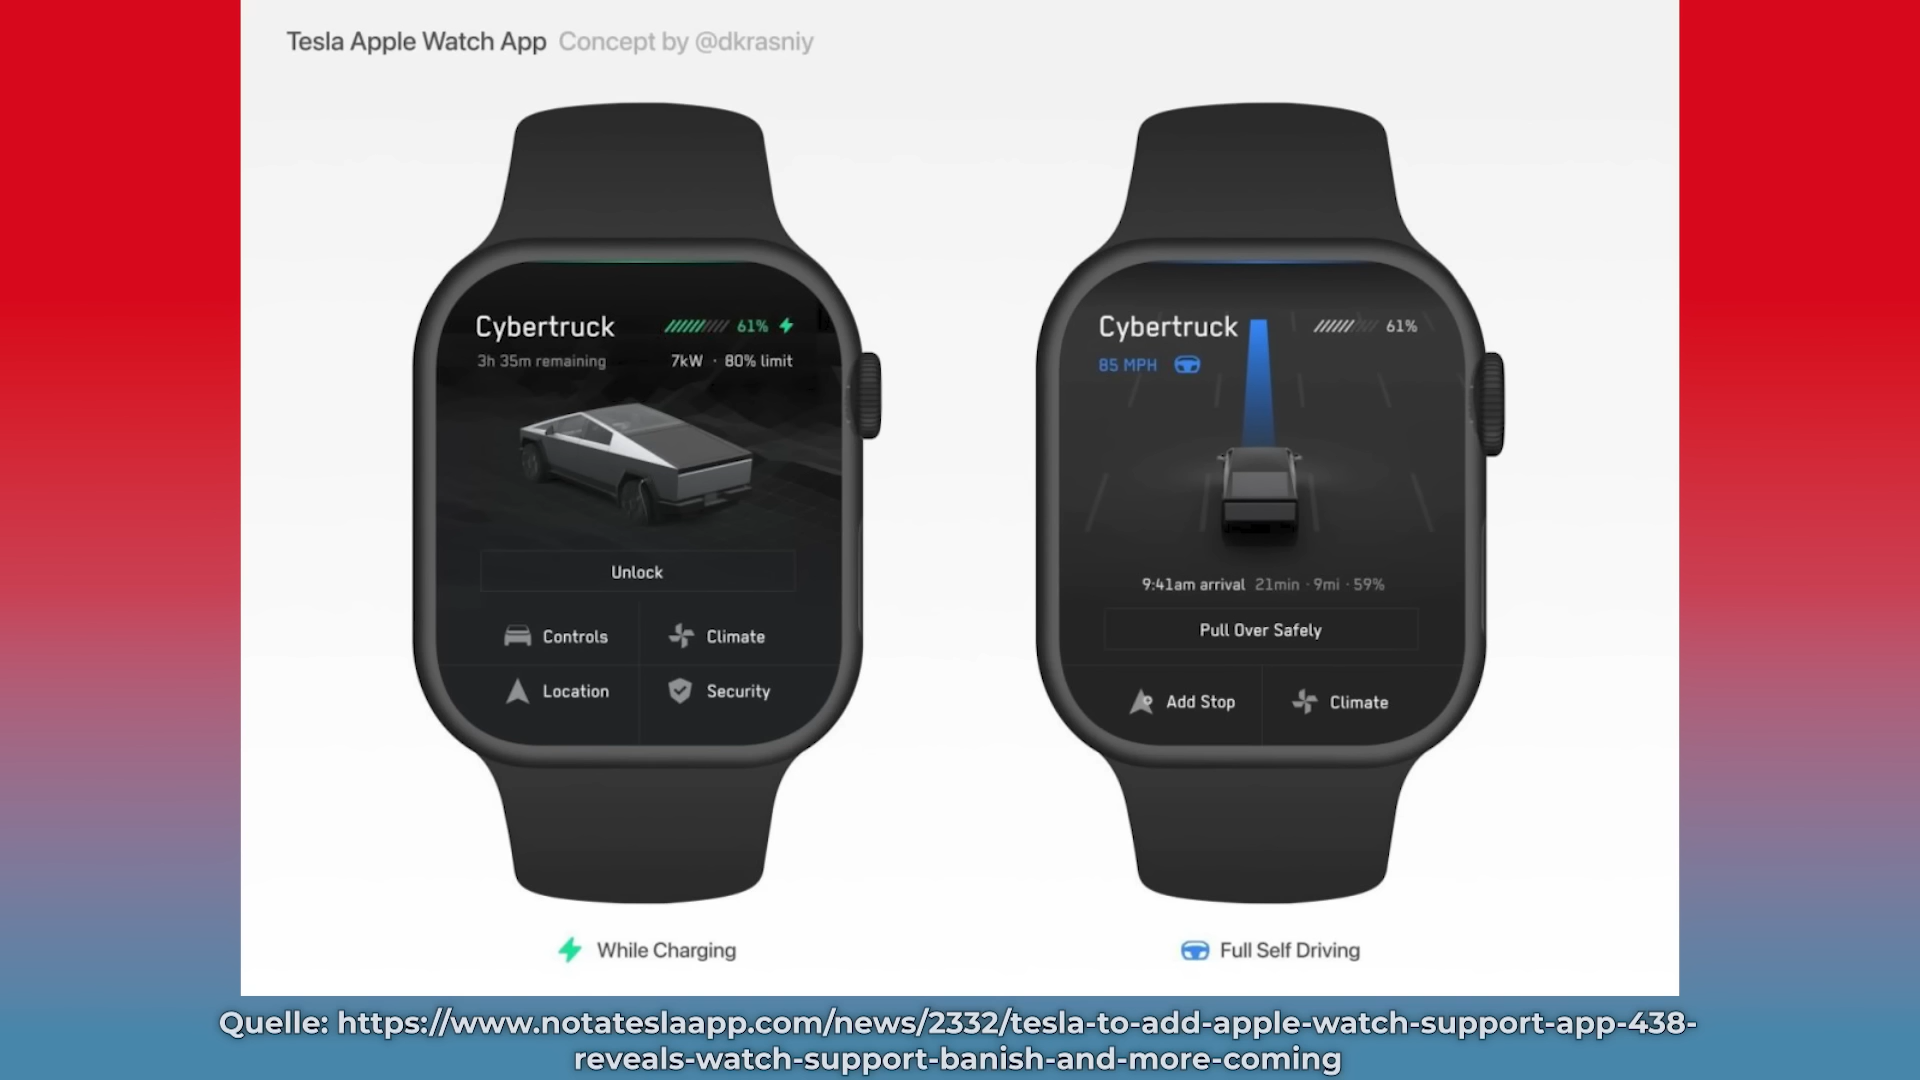 Tesla Apple Watch App Concept by @dkrasniy
Cybertruck 61%
3h 35m remaining 7kW · 80% limit
Unlock
Controls Climate
Location Security
While Charging
Cybertruck 61%
85 MPH
9:41am arrival 21min · 9mi · 59%
Pull Over Safely
Add Stop Climate
Full Self Driving
Quelle: https://www.notateslaapp.com/news/2332/tesla-to-add-apple-watch-support-app-438-
reveals-watch-support-banish-and-more-coming